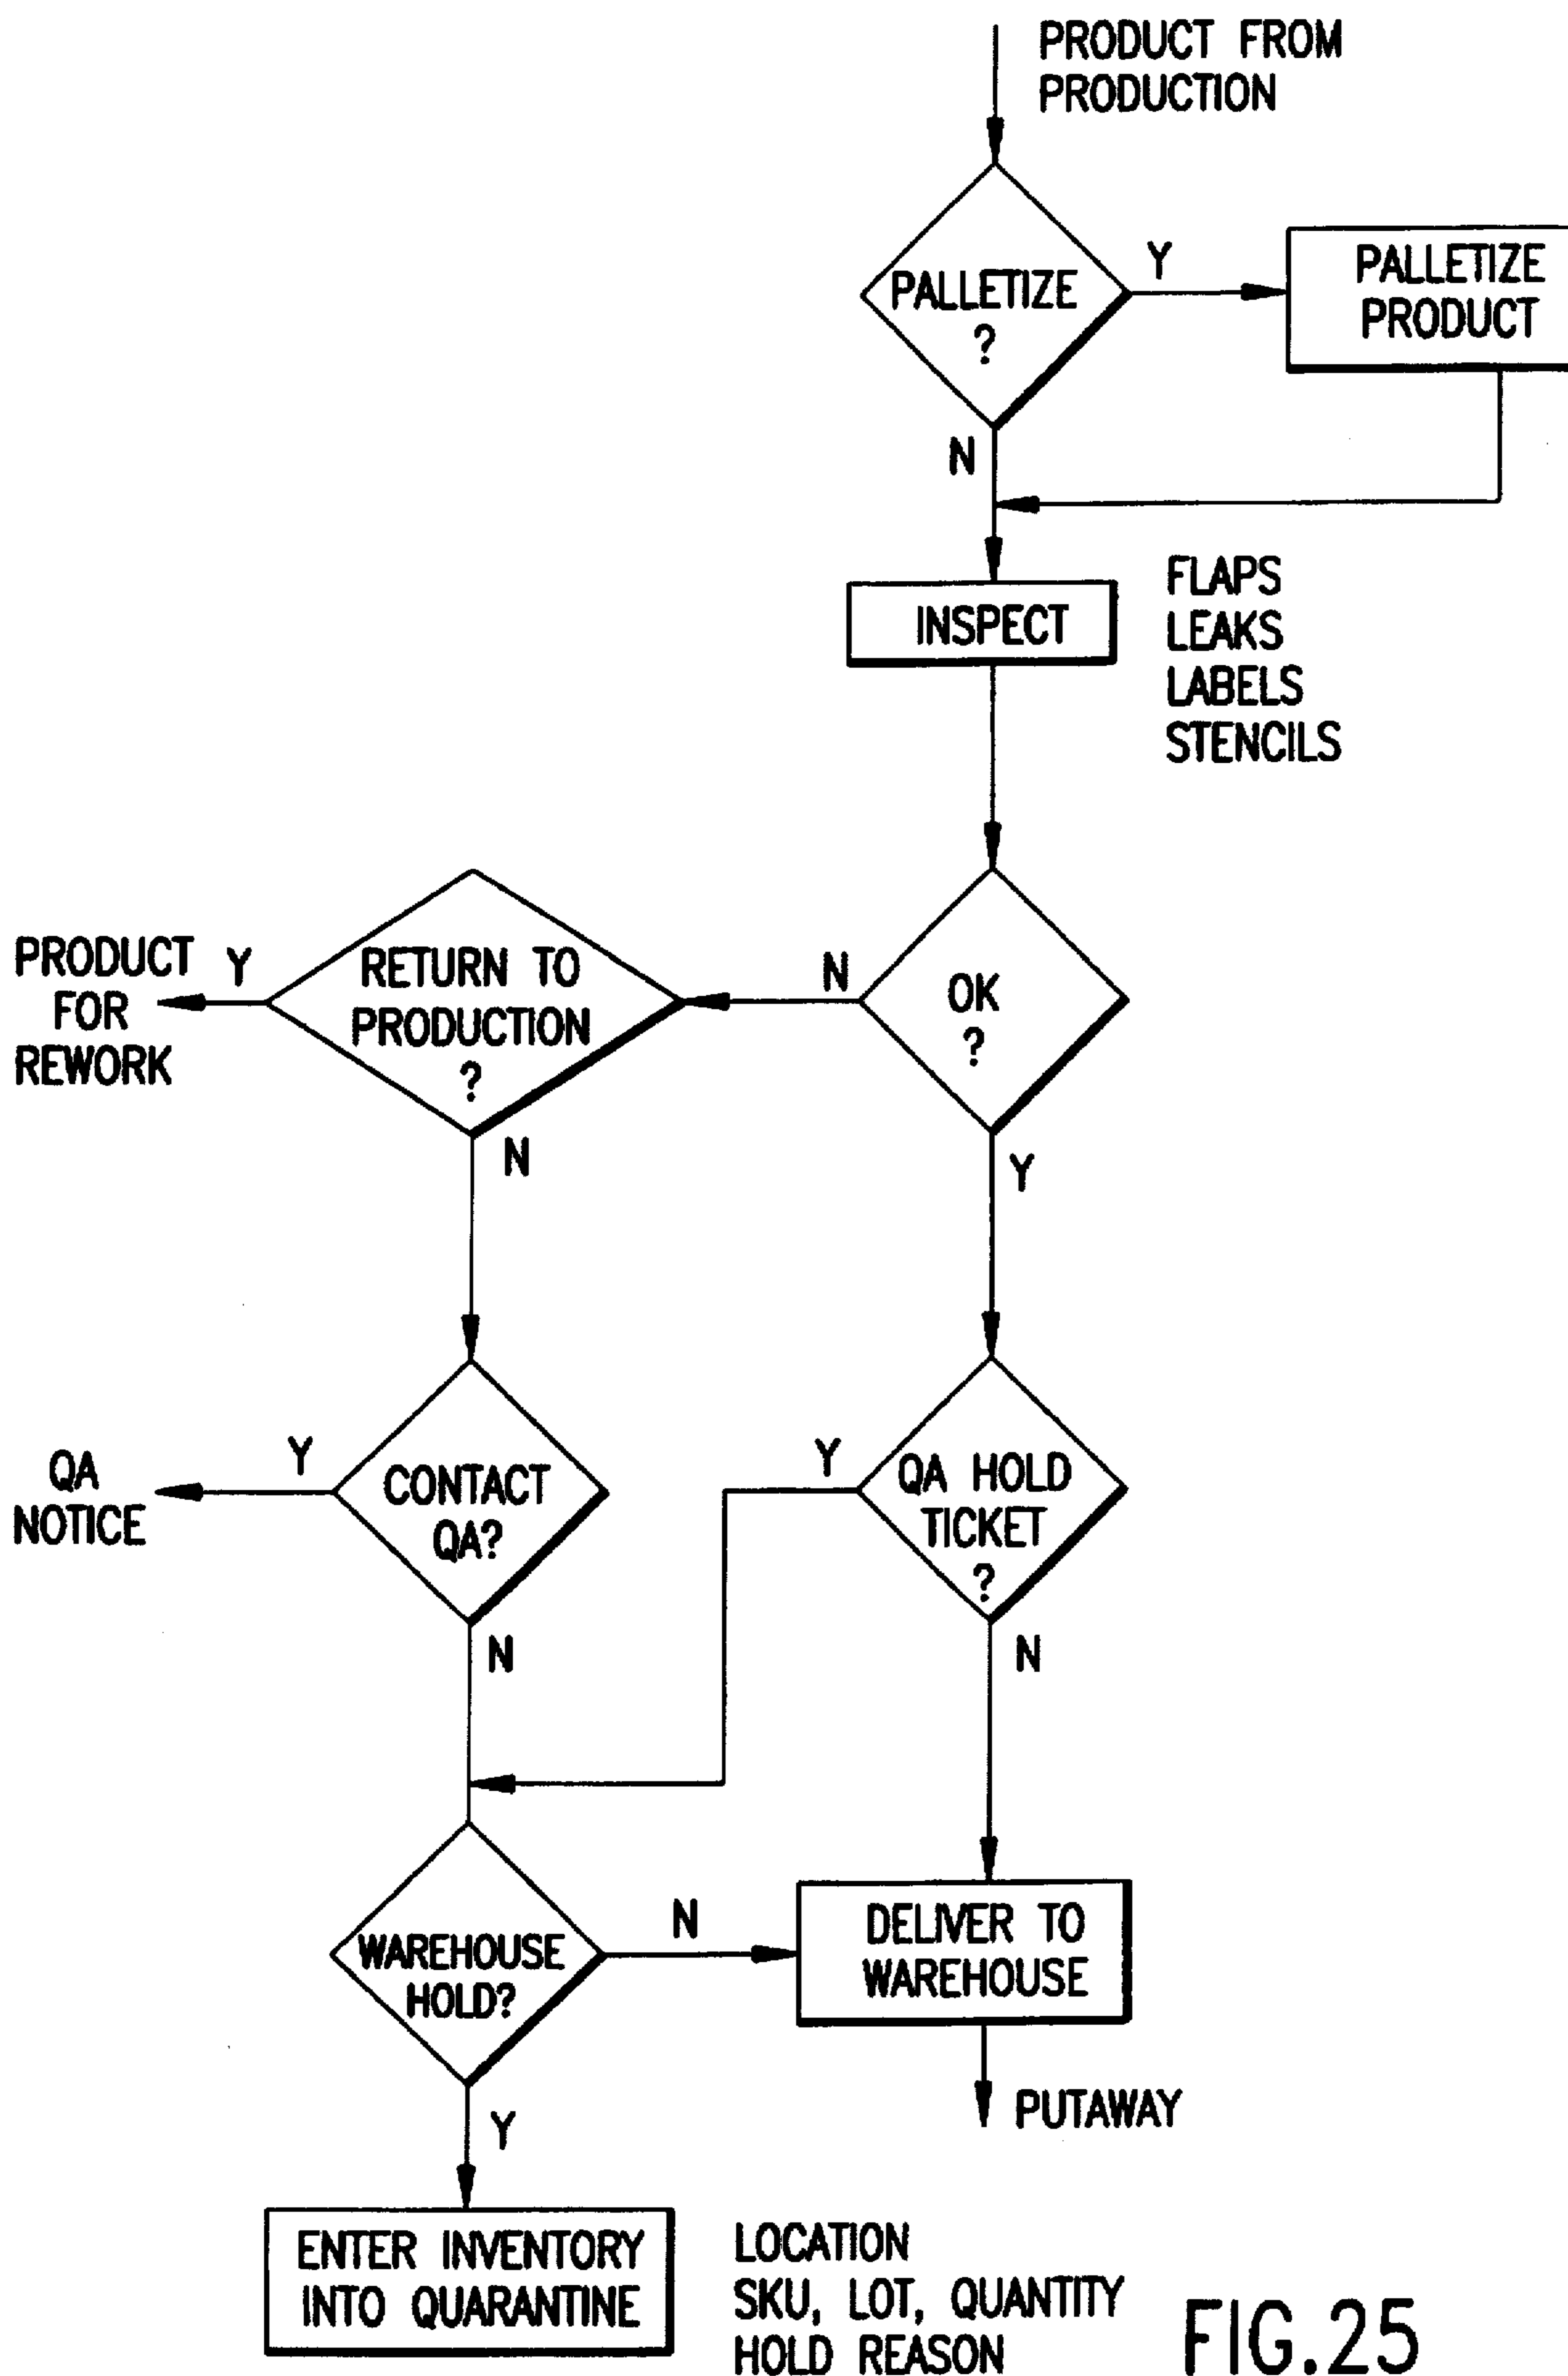 PRODUCT FROM
PRODUCTION
PALLETIZE
?
Y
PALLETIZE
PRODUCT
N
INSPECT
FLAPS
LEAKS
LABELS
STENCILS
OK
?
N
RETURN TO
PRODUCTION
?
Y
PRODUCT
FOR
REWORK
N
Y
CONTACT
QA?
Y
QA
NOTICE
QA HOLD
TICKET
?
Y
N
N
WAREHOUSE
HOLD?
N
DELIVER TO
WAREHOUSE
PUTAWAY
Y
ENTER INVENTORY
INTO QUARANTINE
LOCATION
SKU, LOT, QUANTITY
HOLD REASON
FIG.25